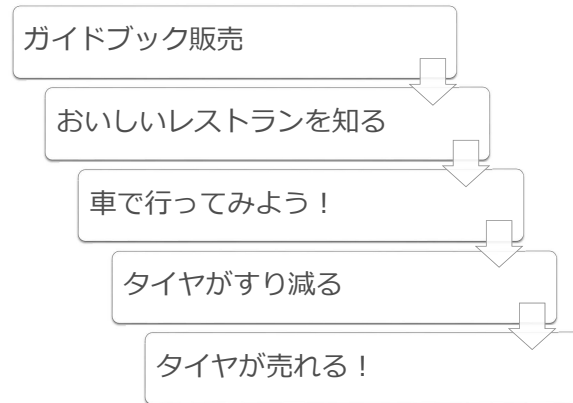 ガイドブック販売
おいしいレストランを知る
車で行ってみよう！
タイヤがすり減る
タイヤが売れる！